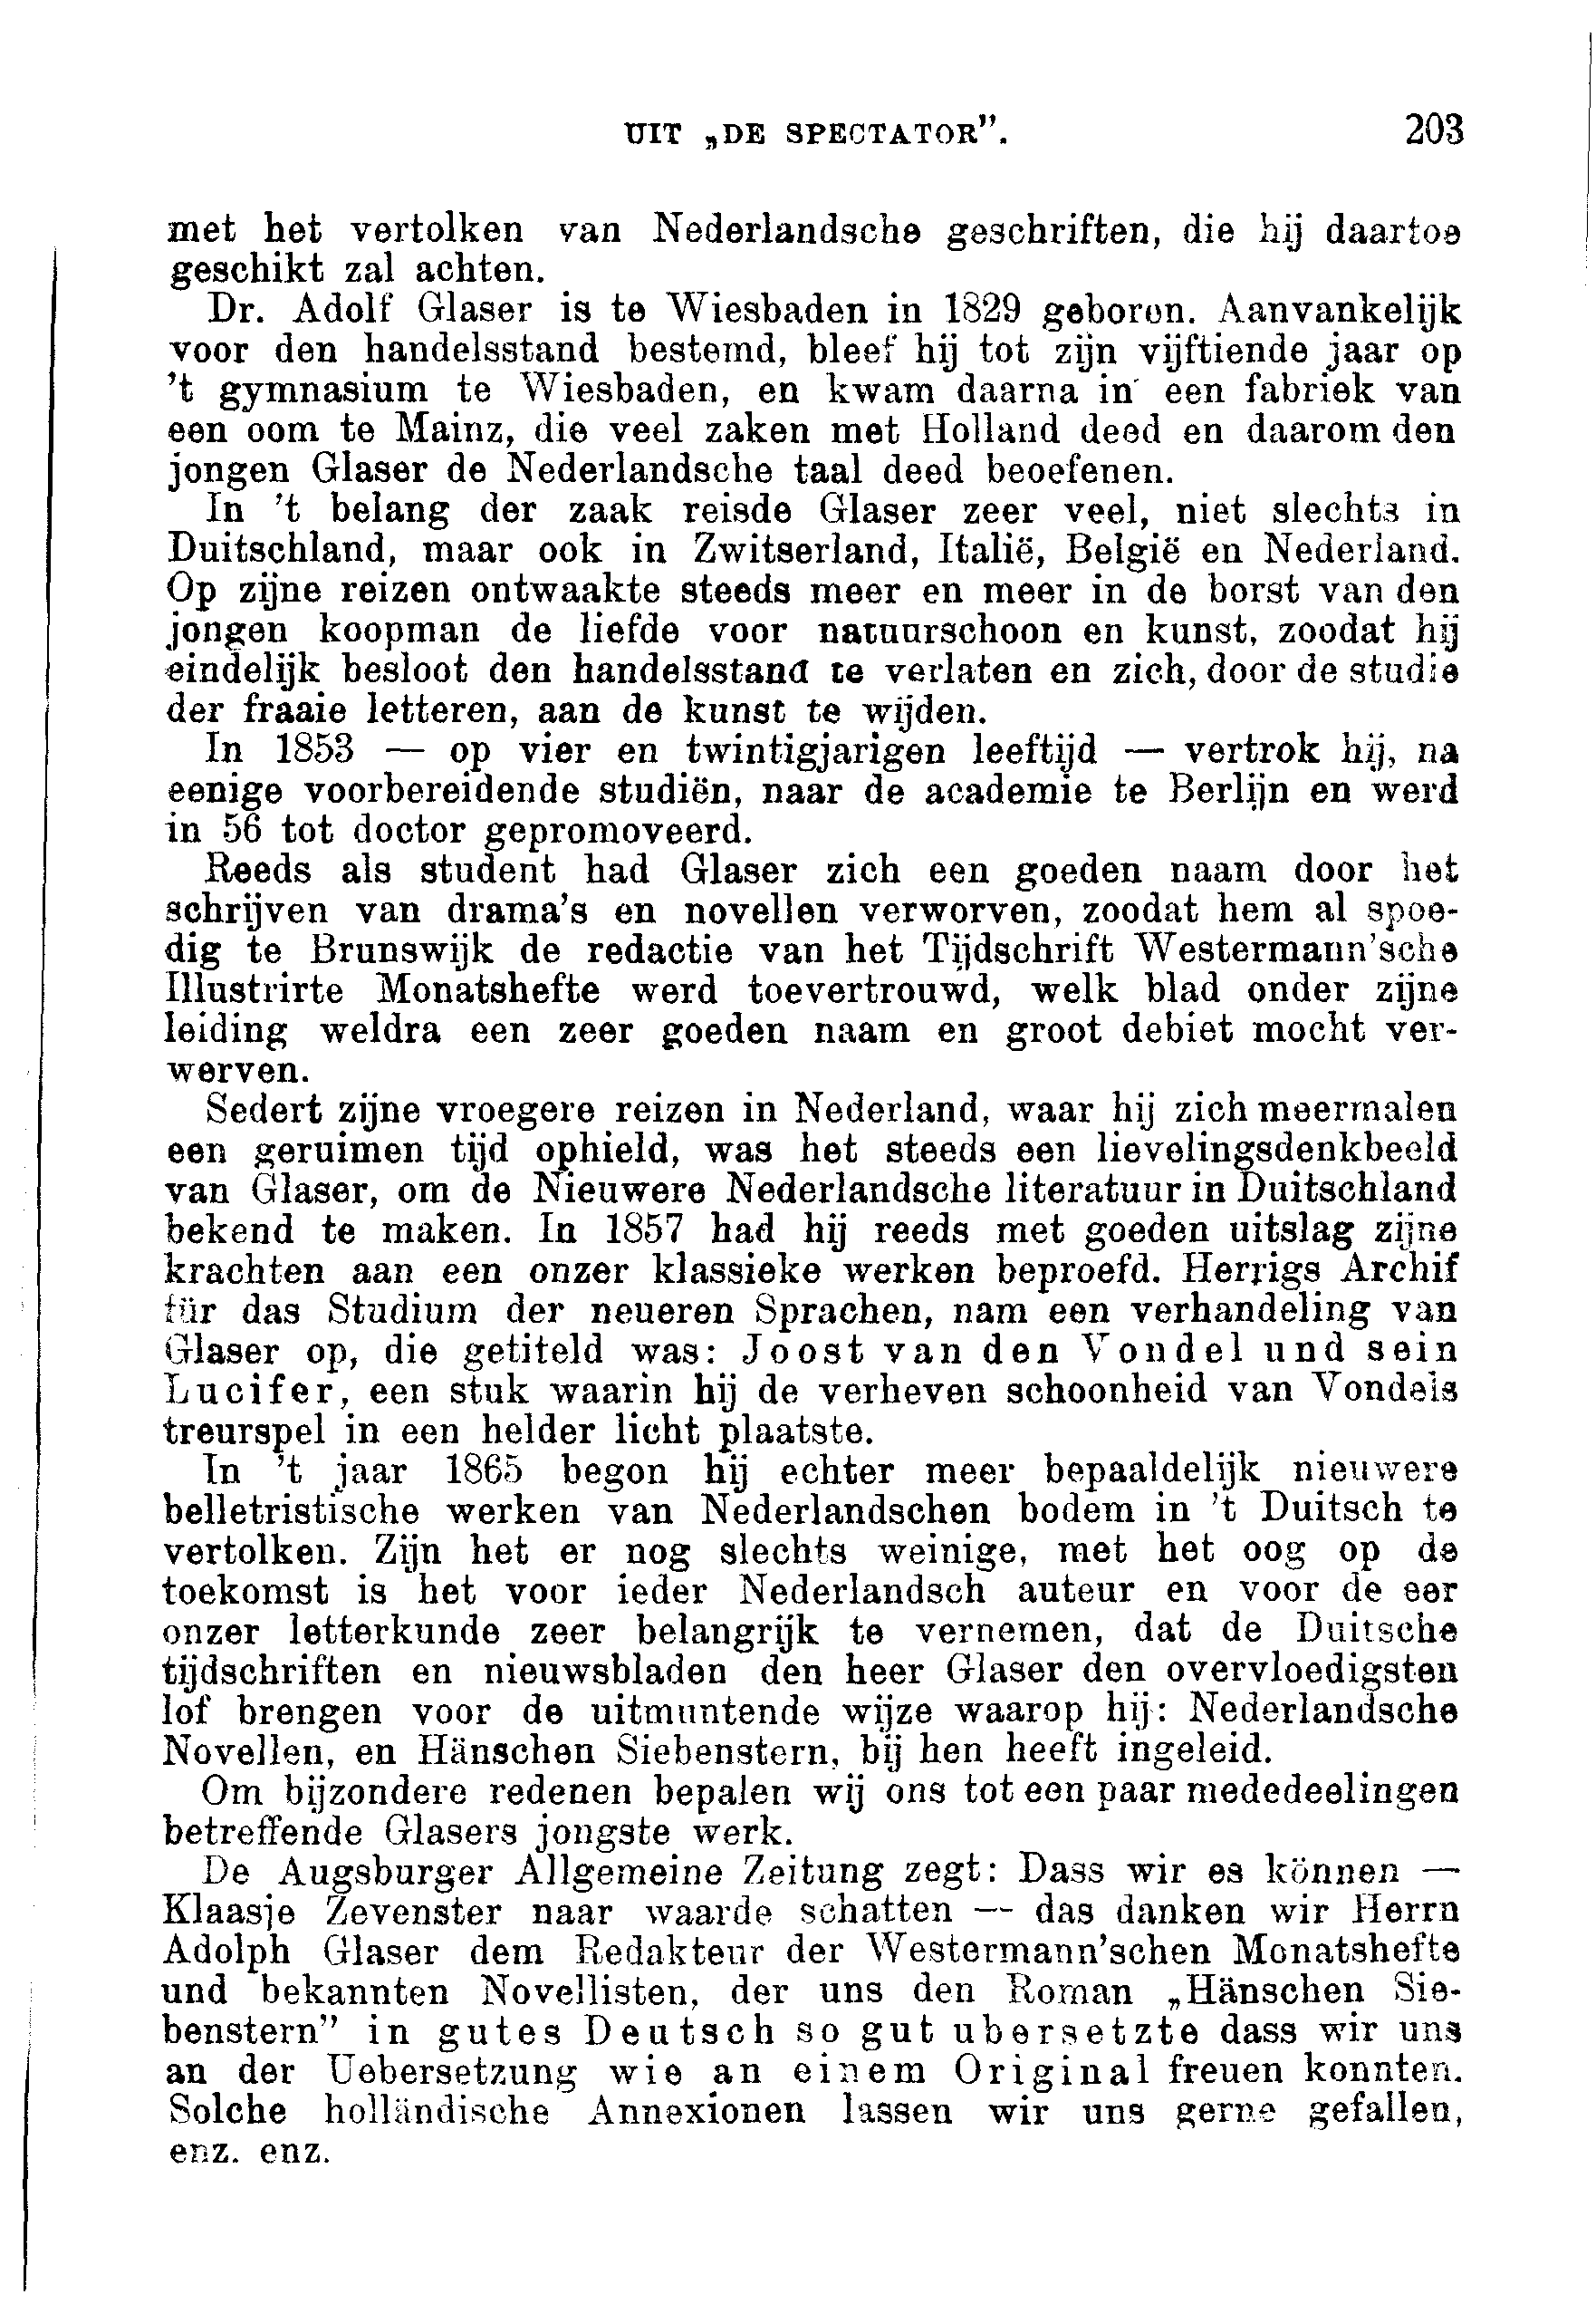 UIT „DE SPECTATOR”. 203
met het vertolken van Nederlandsche geschriften, die hij daartoe
geschikt zal achten.
Dr. Adolf Glaser is te Wiesbaden in 1829 geboren. Aanvankelijk
voor den handelsstand bestemd, bleef hij tot zijn vijftiende jaar op
't gymnasium te Wiesbaden, en kwam daarna in een fabriek van
een oom te Mainz, die veel zaken met Holland deed en daarom den
jongen Glaser de Nederlandsche taal deed beoefenen.
In 't belang der zaak reisde Glaser zeer veel, niet slechts in
Duitschland, maar ook in Zwitserland, Italië, België en Nederland.
Op zijne reizen ontwaakte steeds meer en meer in de borst van den
jongen koopman de liefde voor natuurschoon en kunst, zoodat hij
eindelijk besloot den handelsstand te verlaten en zich, door de studie
der fraaie letteren, aan de kunst te wijden.
In 1853 — op vier en twintigjarigen leeftijd — vertrok hij, na
eenige voorbereidende studiën, naar de academie te Berlijn en werd
in 56 tot doctor gepromoveerd.
Reeds als student had Glaser zich een goeden naam door het
schrijven van drama's en novellen verworven, zoodat hem al spoe-
dig te Brunswijk de redactie van het Tijdschrift Westermann'sche
Illustrirte Monatshefte werd toevertrouwd, welk blad onder zijne
leiding weldra een zeer goeden naam en groot debiet mocht ver-
werven.
Sedert zijne vroegere reizen in Nederland, waar hij zich meermalen
een geruimen tijd ophield, was het steeds een lievelingsdenkbeeld
van Glaser, om de Nieuwere Nederlandsche literatuur in Duitschland
bekend te maken. In 1857 had hij reeds met goeden uitslag zijne
krachten aan een onzer klassieke werken beproefd. Herrigs Archif
für das Studium der neueren Sprachen, nam een verhandeling van
Glaser op, die getiteld was: Joost van den Vondel und sein
Lucifer, een stuk waarin hij de verheven schoonheid van Vondels
treurspel in een helder licht plaatste.
In 't jaar 1865 begon hij echter meer bepaaldelijk nieuwere
belletristische werken van Nederlandschen bodem in 't Duitsch te
vertolken. Zijn het er nog slechts weinige, met het oog op de
toekomst is het voor ieder Nederlandsch auteur en voor de eer
onzer letterkunde zeer belangrijk te vernemen, dat de Duitsche
tijdschriften en nieuwsbladen den heer Glaser den overvloedigsten
lof brengen voor de uitmuntende wijze waarop hij: Nederlandsche
Novellen, en Hänschen Siebenstern, bij hen heeft ingeleid.
Om bijzondere redenen bepalen wij ons tot een paar mededeelingen
betreffende Glasers jongste werk.
De Augsburger Allgemeine Zeitung zegt: Dass wir es können —
Klaasje Zevenster naar waarde schatten — das danken wir Herrn
Adolph Glaser dem Redakteur der Westermann'schen Monatshefte
und bekannten Novellisten, der uns den Roman „Hänschen Sie-
benstern” in gutes Deutsch so gut ubersetzte dass wir uns
an der Uebersetzung wie an einem Original freuen konnten.
Solche holländische Annexionen lassen wir uns gerne gefallen,
enz. enz.